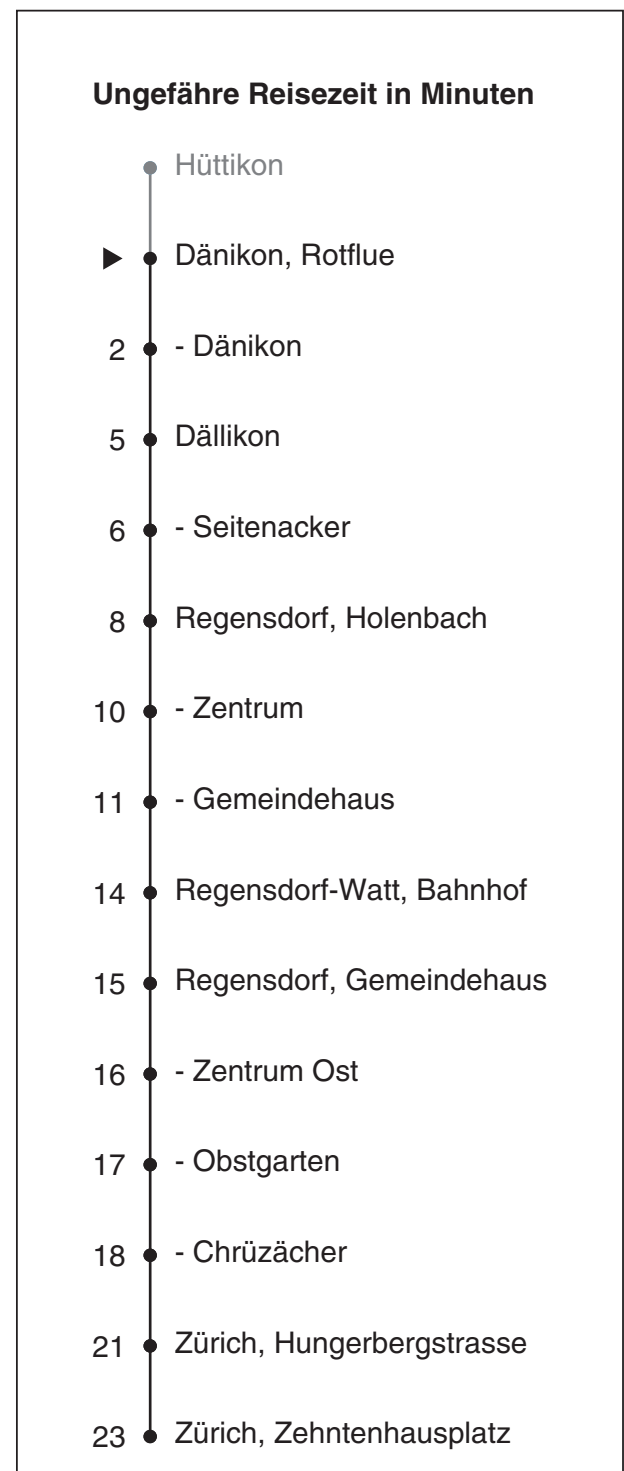 Ungefähre Reisezeit in Minuten
Hüttikon
Dänikon, Rotflue
2 - Dänikon
5 Dällikon
6 - Seitenacker
8 Regensdorf, Holenbach
10 - Zentrum
11 - Gemeindehaus
14 Regensdorf-Watt, Bahnhof
15 Regensdorf, Gemeindehaus
16 - Zentrum Ost
17 - Obstgarten
18 - Chrüzächer
21 Zürich, Hungerbergstrasse
23 Zürich, Zehntenhausplatz